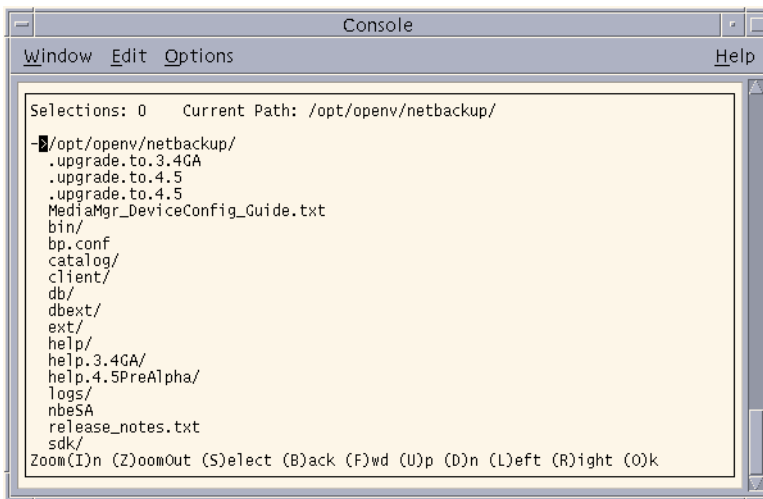 Console
Window Edit Options Help
Selections: 0 Current Path: /opt/openv/netbackup/
->/opt/openv/netbackup/
.upgrade.to.3.4GA
.upgrade.to.4.5
.upgrade.to.4.5
MediaMgr_DeviceConfig_Guide.txt
bin/
bp.conf
catalog/
client/
db/
dbext/
ext/
help/
help.3.4GA/
help.4.5PreAlpha/
logs/
nbeSA
release_notes.txt
sdk/
Zoom(I)n (Z)oomOut (S)elect (B)ack (F)wd (U)p (D)n (L)eft (R)ight (O)k